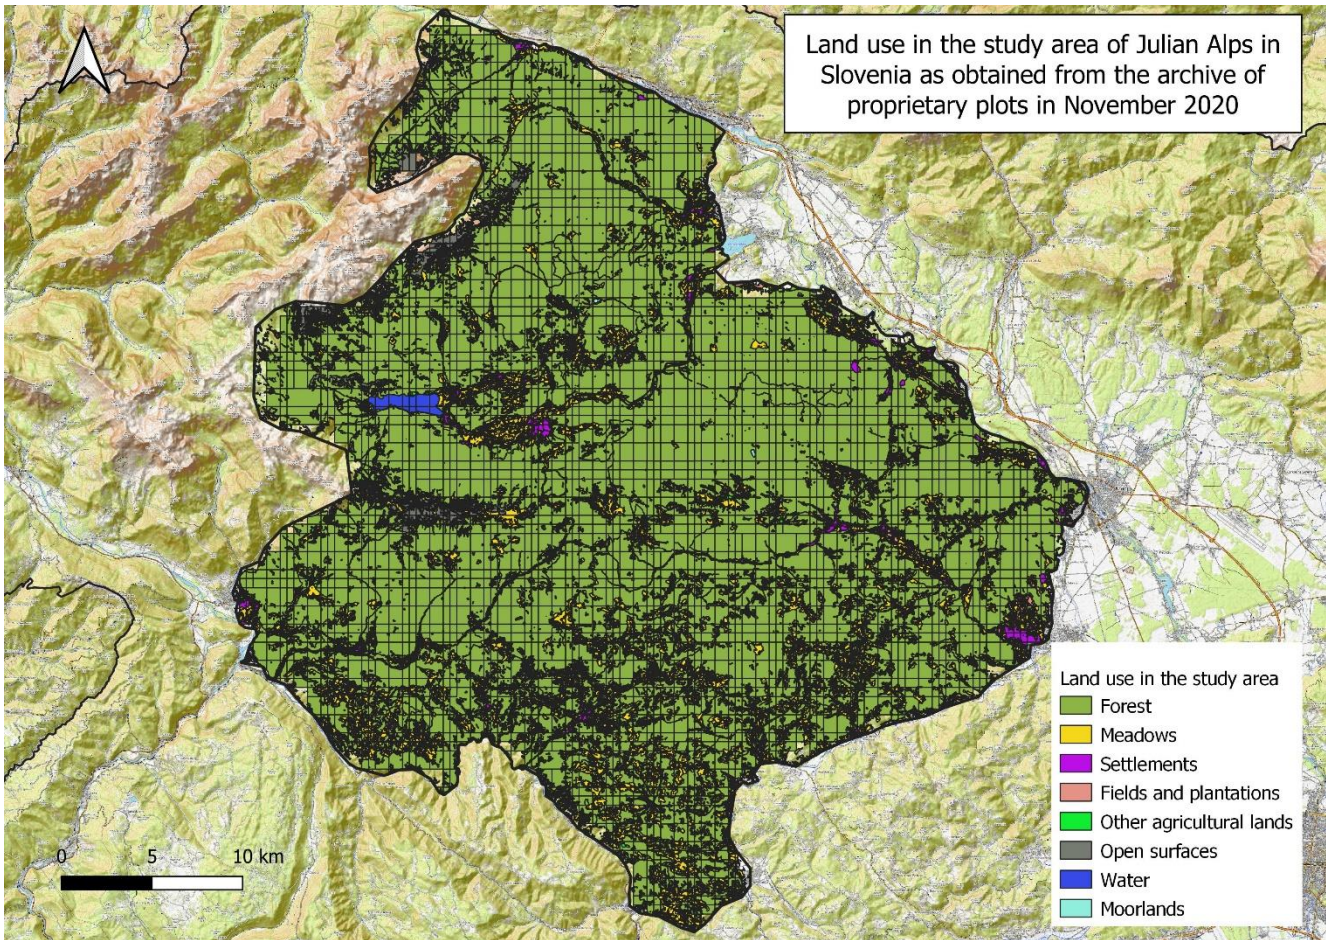 Land use in the study area of Julian Alps in
Slovenia as obtained from the archive of
proprietary plots in November 2020
Land use in the study area
Forest
Meadows
Settlements
Fields and plantations
Other agricultural lands
Open surfaces
Water
Moorlands
0 5 10 km